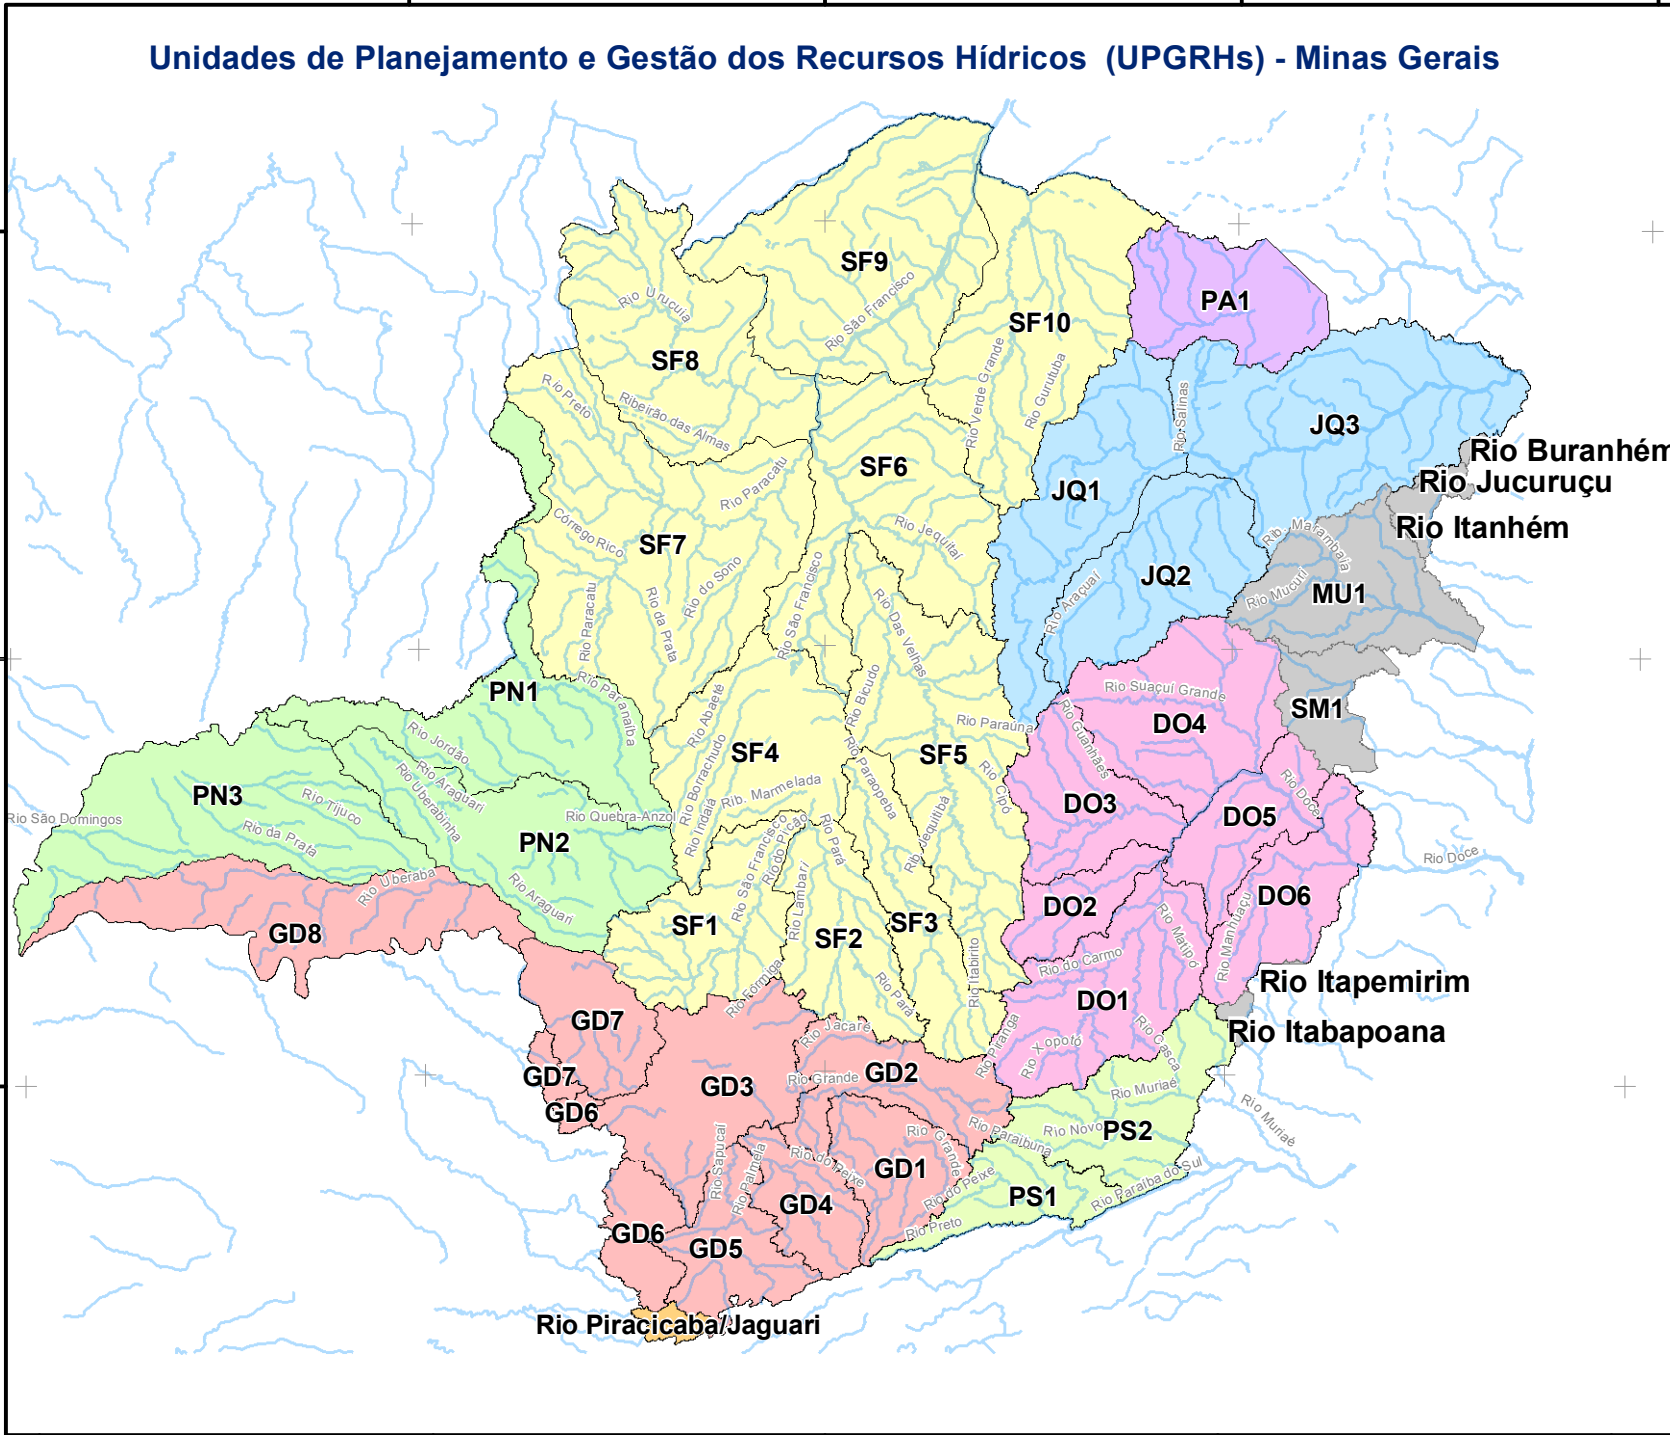 Unidades de Planejamento e Gestão dos Recursos Hídricos (UPGRHs) - Minas Gerais
SF9
PA1
Rio Urucuia
Rio São Francisco
SF10
SF8
Rio Verde Grande
Rio Gurutuba
Rio Preto
Ribeirão das Almas
Rio Salinas
JQ3
Rio Buranhém
SF6
Rio Jucuruçu
Rio Paracatu
JQ1
Rio Itanhém
Córrego Rico
SF7
Rio Jequitaí
Rib. Marambaia
JQ2
Rio do Sono
Rio São Francisco
Rio Araçuaí
Rio Mucuri
MU1
Rio Paracatu
Rio da Prata
Rio Das Velhas
PN1
Rio Paranaíba
Rio Abaeté
Rio Bicudo
Rio Suaçuí Grande
SM1
Rio Paraúna
DO4
Rio Guanhães
Rio Jordão
Rio Borrachudo
SF4
SF5
Rio Araguari
Rio Uberabinha
Rio Paraopeba
Rio Cipó
PN3
Rio Tijuco
Rib. Marmelada
DO3
Rio Doce
Rio São Domingos
Rio Quebra-Anzol
Rio Indaiá
DO5
Rio da Prata
PN2
Rio São Francisco
Rio do Picão
Rio Pará
Rib. Jequitibá
Rio Doce
Rio Uberaba
Rio Araguari
Rio Lambari
DO6
DO2
GD8
SF1
SF2
SF3
Rio Matipó
Rio Manhuaçu
Rio do Carmo
Rio Itabirito
Rio Formiga
Rio Pará
Rio Itapemirim
DO1
GD7
Rio Jacaré
Rio Piranga
Rio Xopotó
Rio Casca
Rio Itabapoana
GD7
GD3
Rio Grande
GD2
Rio Muriaé
GD6
Rio Muriaé
Rio Grande
Rio Paraibuna
Rio Novo
PS2
Rio Sapucaí
Rio Palmela
Rio do Peixe
GD1
Rio do Peixe
Rio Paraíba do Sul
GD4
PS1
GD6
GD5
Rio Preto
Rio Piracicaba/Jaguari